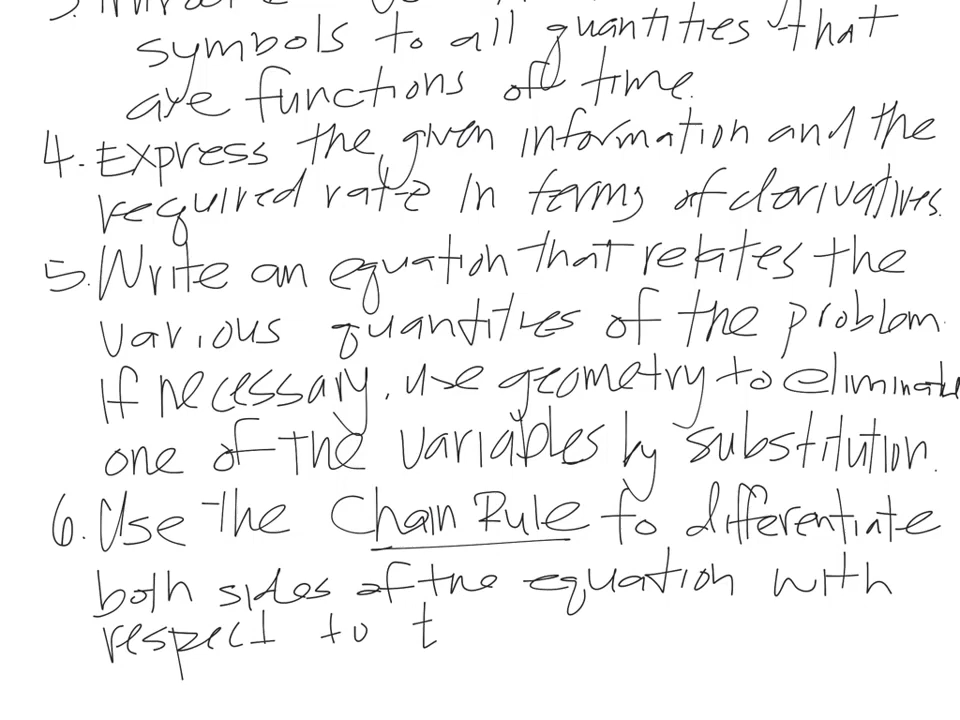 3.
symbols to all quantities that
are functions of time.
4. Express the given information and the
required rate in terms of derivatives.
5. Write an equation that relates the
various quantities of the problem.
If necessary, use geometry to eliminate
one of the variables by substitution.
6. Use the Chain Rule to differentiate
both sides of the equation with
respect to t